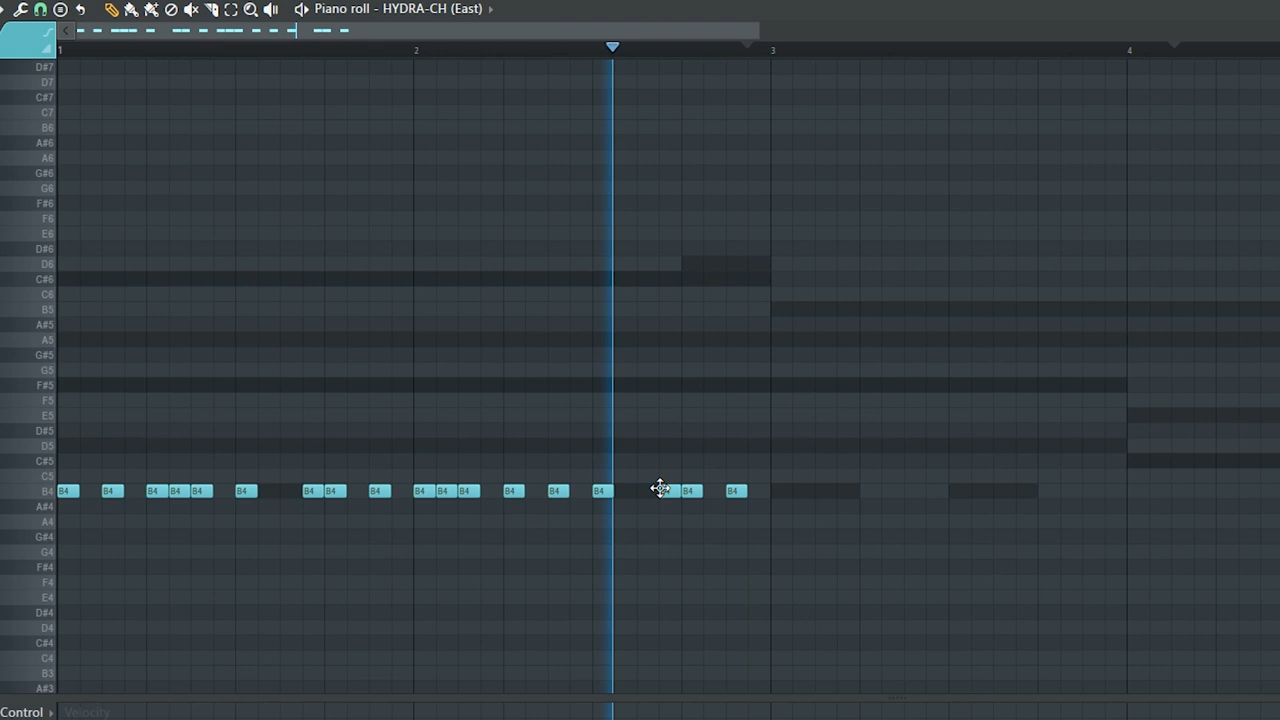 Piano roll - HYDRA-CH (East)
1 2 3 4
D#7
D7
C#7
C7
B6
A#6
A6
G#6
G6
F#6
F6
E6
D#6
D6
C#6
C6
B5
A#5
A5
G#5
G5
F#5
F5
E5
D#5
D5
C#5
C5
B4 B4 B4 B4 B4 B4 B4 B4 B4 B4 B4 B4 B4 B4 B4 B4 B4 B4
A#4
A4
G#4
G4
F#4
F4
E4
D#4
D4
C#4
C4
B3
A#3
Control Velocity